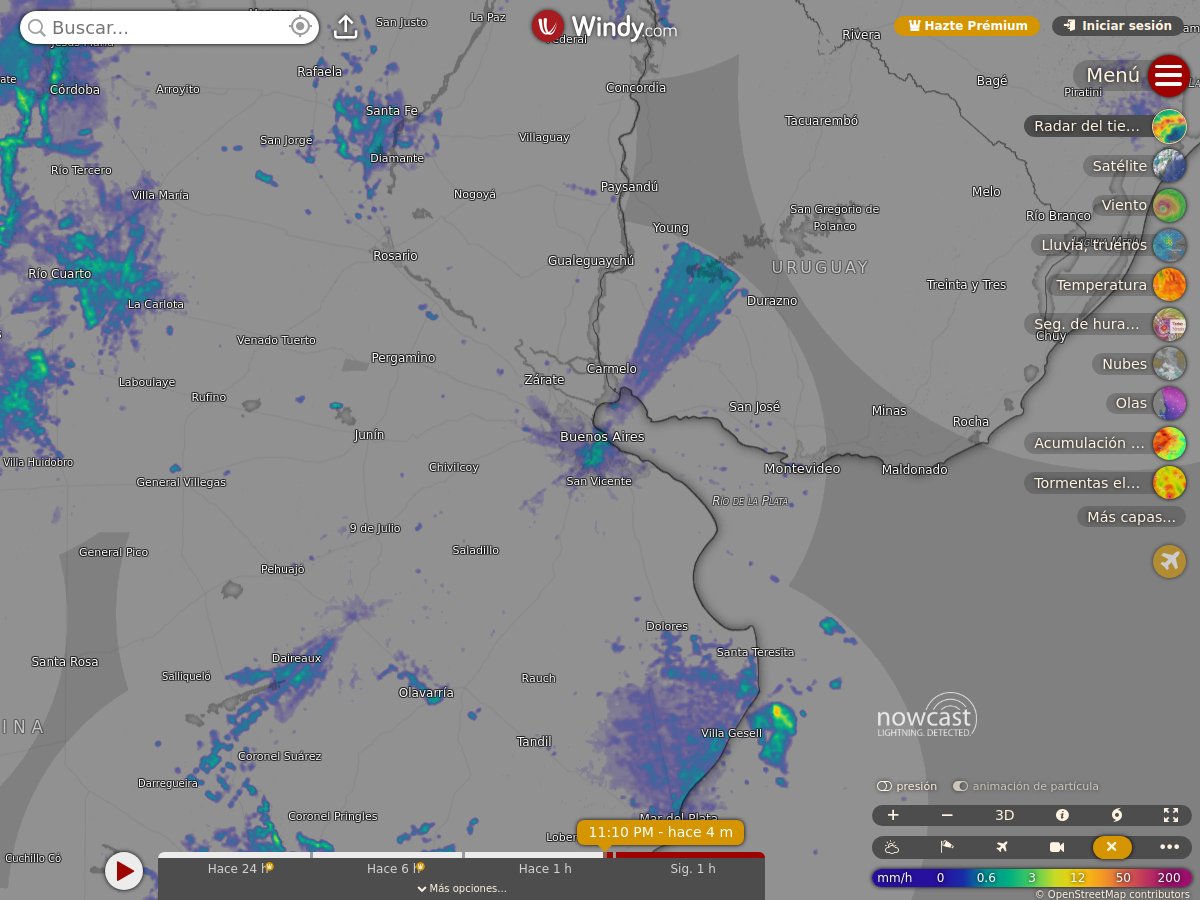 Buscar...
San Justo
La Paz
Windy.com
Federal
Rivera
Hazte Prémium
Iniciar sesión
Jesús María
Rafaela
Concordia
Bagé
Menú
Piratini
Córdoba
Arroyito
Santa Fe
Tacuarembó
Radar del tie...
San Jorge
Villaguay
Diamante
Satélite
Río Tercero
Villa María
Nogoyá
Paysandú
Melo
Viento
San Gregorio de
Polanco
Río Branco
Young
Lluvia, truenos
Rosario
Gualeguaychú
URUGUAY
Río Cuarto
Treinta y Tres
Temperatura
La Carlota
Durazno
Seg. de hura...
Chuy
Venado Tuerto
Pergamino
Carmelo
Nubes
Laboulaye
Zárate
Rufino
San José
Minas
Olas
Rocha
Junín
Buenos Aires
Acumulación ...
Villa Huidobro
Chivilcoy
Montevideo
Maldonado
General Villegas
San Vicente
Tormentas el...
Río de la Plata
Más capas...
9 de Julio
General Pico
Saladillo
Pehuajó
Dolores
Santa Rosa
Daireaux
Santa Teresita
Salliqueló
Rauch
Olavarría
INA
nowcast
LIGHTNING. DETECTED.
Villa Gesell
Tandil
Coronel Suárez
Darregueira
presión
animación de partícula
Coronel Pringles
Mar del Plata
3D
11:10 PM - hace 4 m
Lober
Cuchillo Có
Hace 24 h
Hace 6 h
Hace 1 h
Sig. 1 h
Más opciones...
mm/h 0 0.6 3 12 50 200
© OpenStreetMap contributors